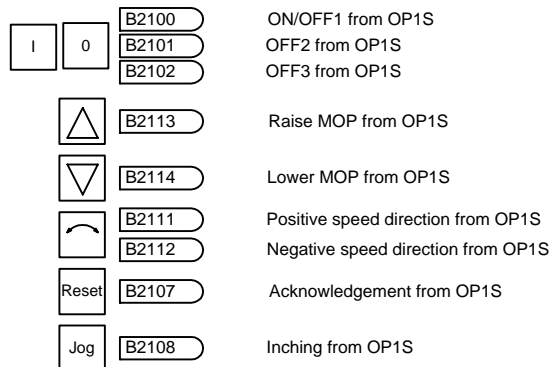 B2100 ON/OFF1 from OP1S
I 0 B2101 OFF2 from OP1S
B2102 OFF3 from OP1S
B2113 Raise MOP from OP1S
B2114 Lower MOP from OP1S
B2111 Positive speed direction from OP1S
B2112 Negative speed direction from OP1S
Reset B2107 Acknowledgement from OP1S
Jog B2108 Inching from OP1S